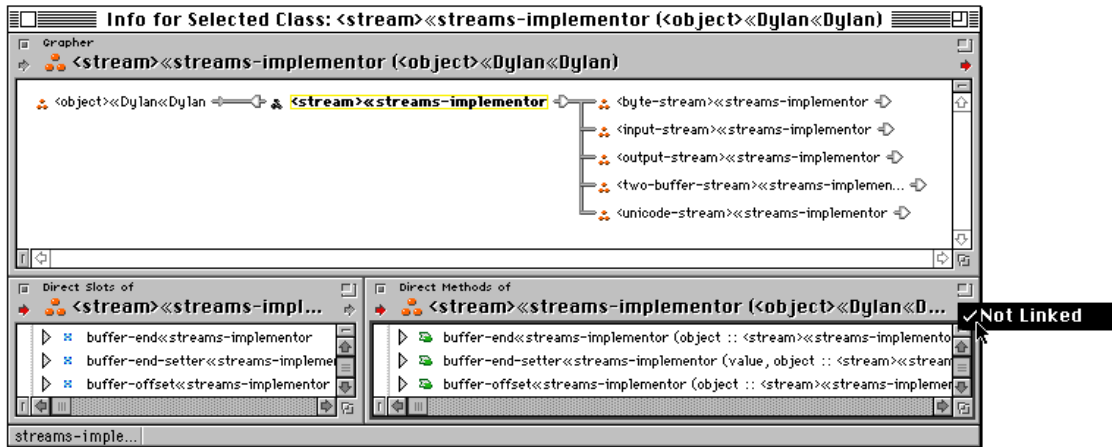 Info for Selected Class: <stream>«streams-implementor (<object>«Dylan«Dylan)
Grapher
<stream>«streams-implementor (<object>«Dylan«Dylan)
<object>«Dylan«Dylan
<stream>«streams-implementor
<byte-stream>«streams-implementor
<input-stream>«streams-implementor
<output-stream>«streams-implementor
<two-buffer-stream>«streams-implemen...
<unicode-stream>«streams-implementor
Direct Slots of
<stream>«streams-impl...
buffer-end«streams-implementor
buffer-end-setter«streams-implemen
buffer-offset«streams-implementor
Direct Methods of
<stream>«streams-implementor (<object>«Dylan«D...
buffer-end«streams-implementor (object :: <stream>«streams-implemento
buffer-end-setter«streams-implementor (value, object :: <stream>«stream
buffer-offset«streams-implementor (object :: <stream>«streams-implemen
✓Not Linked
streams-imple...